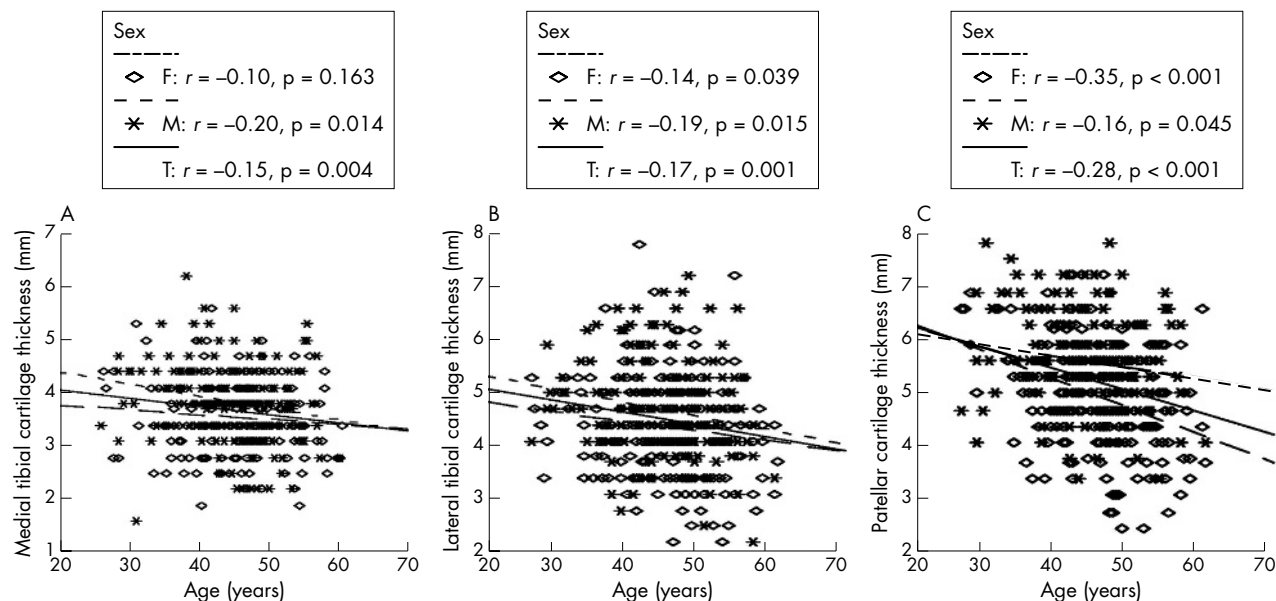 Sex
F: r = –0.10, p = 0.163
M: r = –0.20, p = 0.014
T: r = –0.15, p = 0.004
Sex
F: r = –0.14, p = 0.039
M: r = –0.19, p = 0.015
T: r = –0.17, p = 0.001
Sex
F: r = –0.35, p < 0.001
M: r = –0.16, p = 0.045
T: r = –0.28, p < 0.001
A
Medial tibial cartilage thickness (mm)
7
6
5
4
3
2
1
20 30 40 50 60 70
Age (years)
B
Lateral tibial cartilage thickness (mm)
8
7
6
5
4
3
2
20 30 40 50 60 70
Age (years)
C
Patellar cartilage thickness (mm)
8
7
6
5
4
3
2
20 30 40 50 60 70
Age (years)